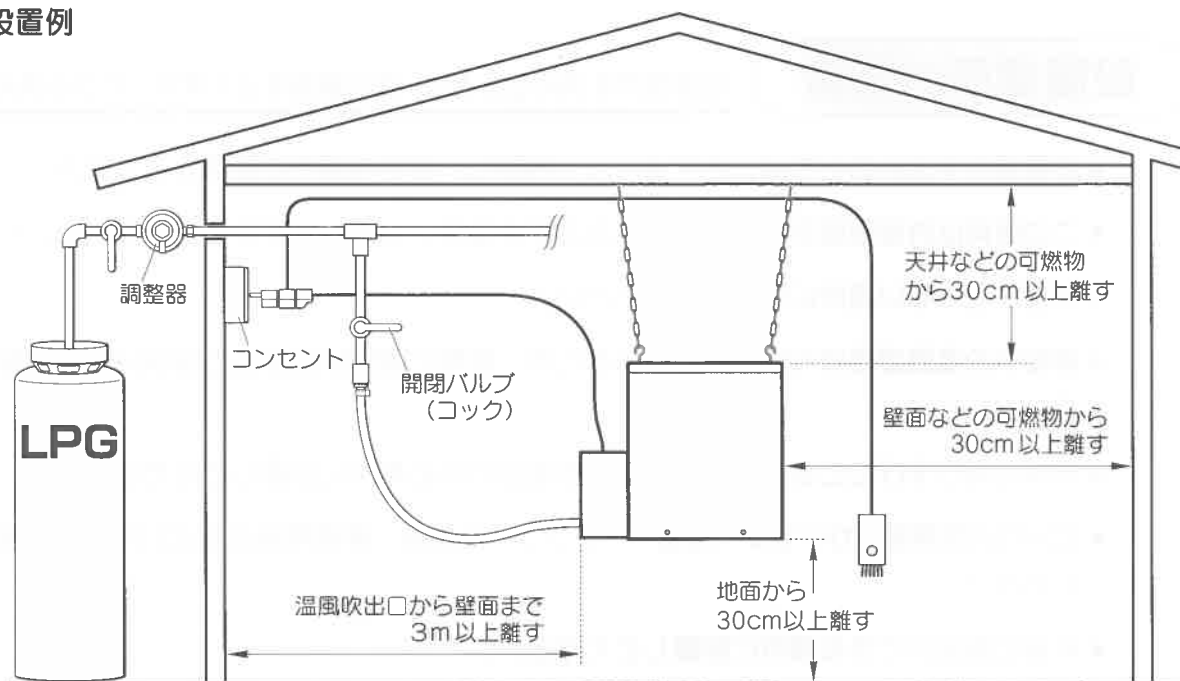 設置例
調整器
コンセント
開閉バルブ
(コック)
LPG
天井などの可燃物
から30cm以上離す
壁面などの可燃物から
30cm以上離す
温風吹出口から壁面まで
3m以上離す
地面から
30cm以上離す